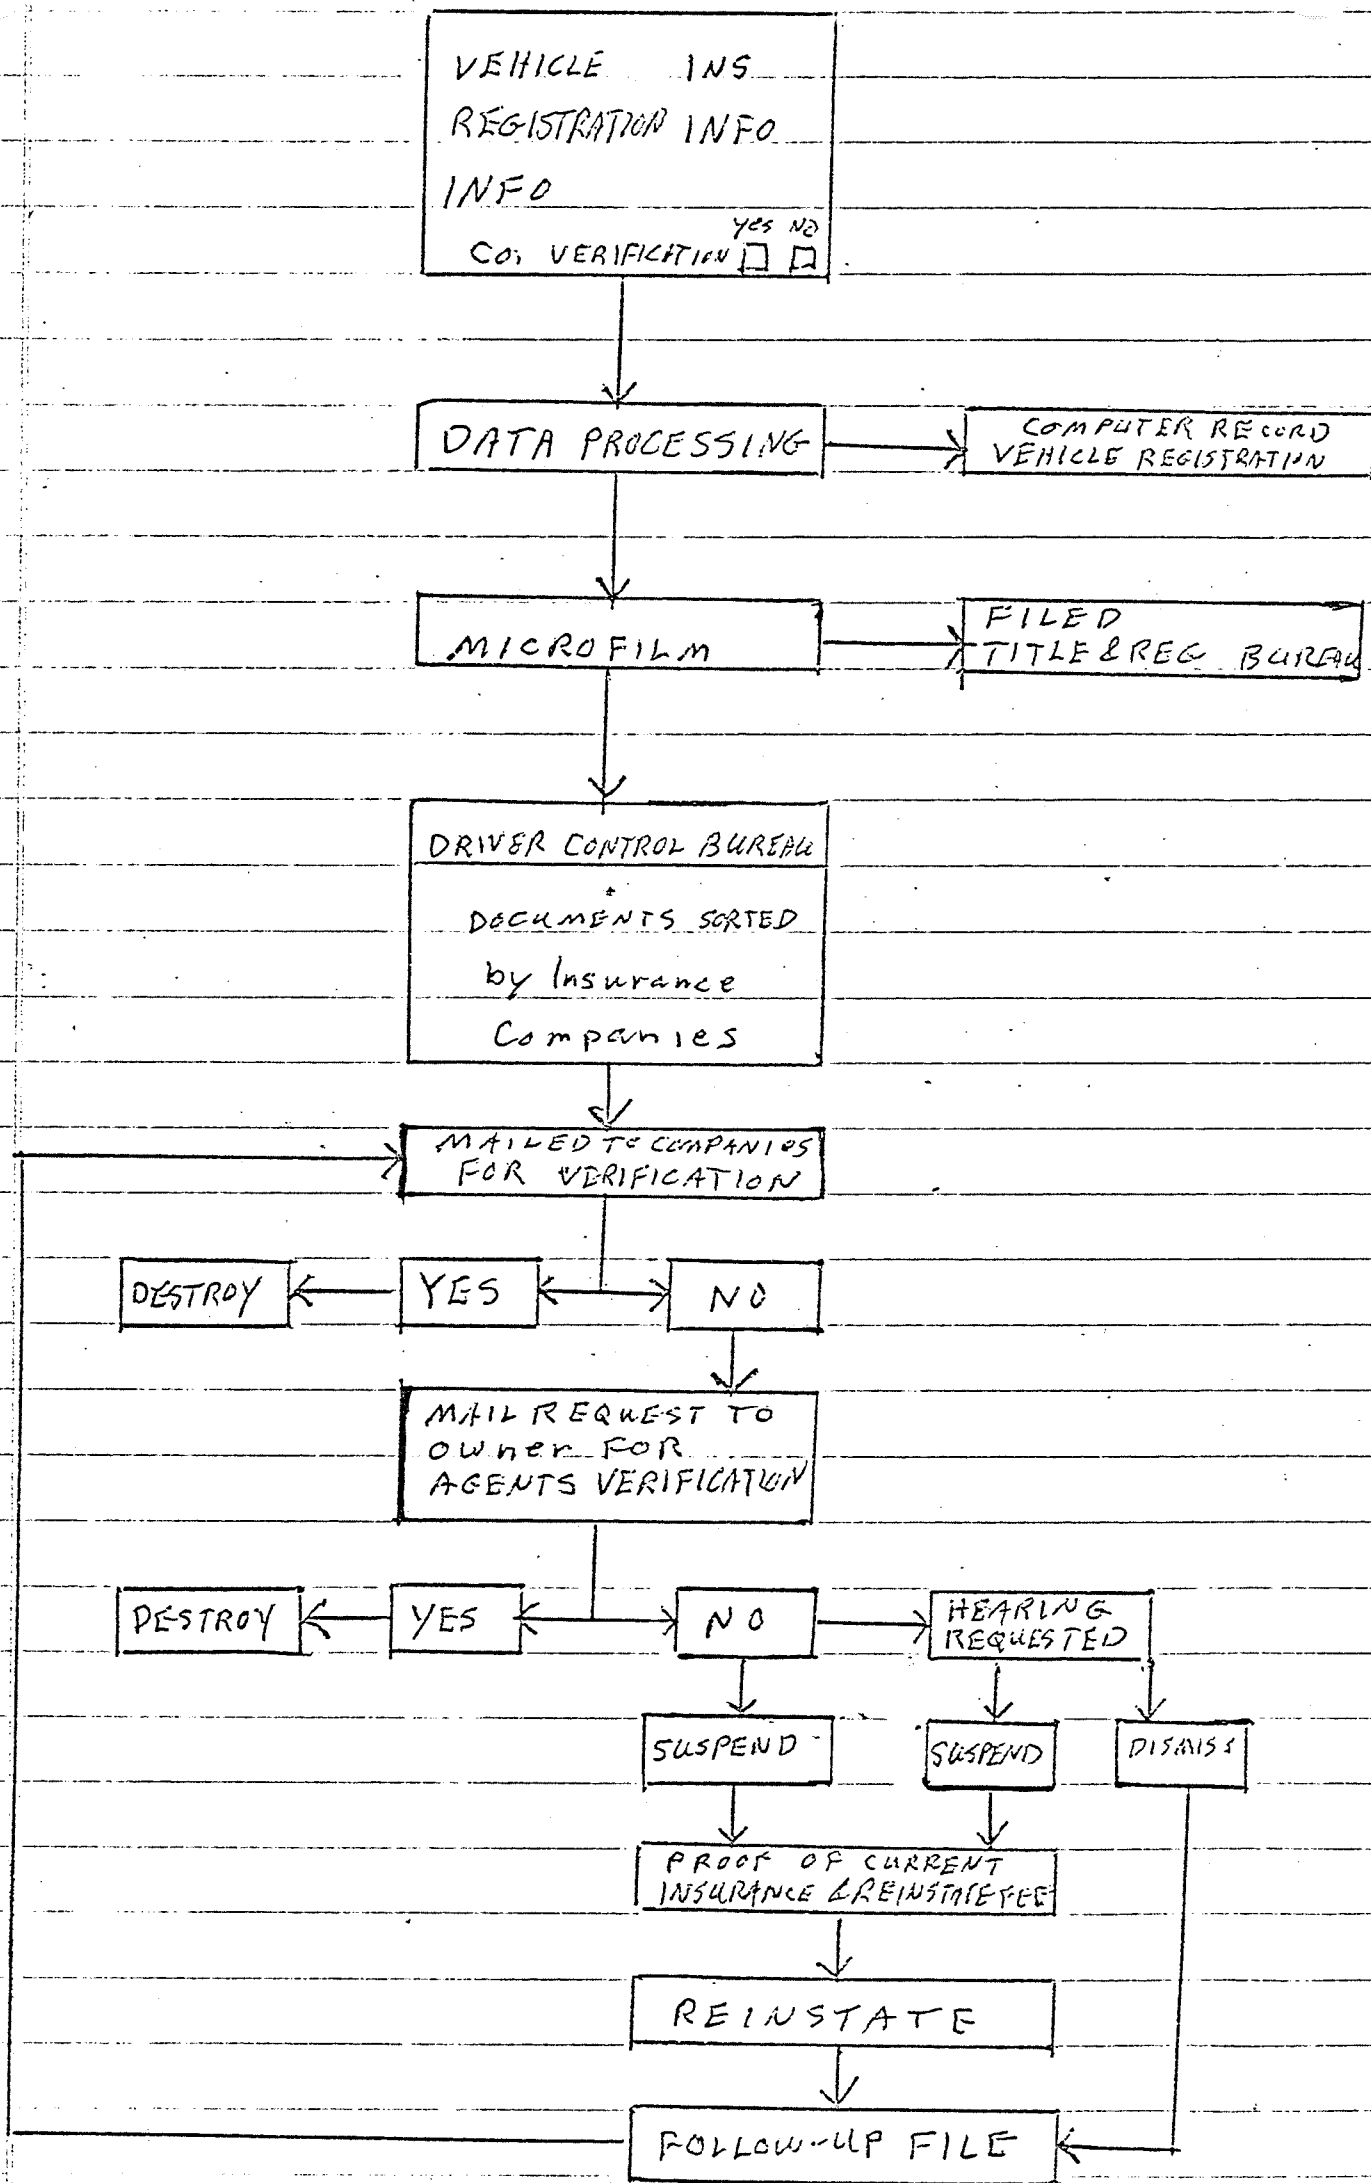 VEHICLE INS
REGISTRATION INFO
INFO
Yes No
CO. VERIFICATION
DATA PROCESSING
COMPUTER RECORD
VEHICLE REGISTRATION
MICROFILM
FILED
TITLE & REG BUREAU
DRIVER CONTROL BUREAU
DOCUMENTS SORTED
by Insurance
Companies
MAILED TO COMPANIES
FOR VERIFICATION
DESTROY
YES
NO
MAIL REQUEST TO
owner FOR
AGENTS VERIFICATION
DESTROY
YES
NO
HEARING
REQUESTED
SUSPEND
SUSPEND
DISMISS
PROOF OF CURRENT
INSURANCE & REINSTATE FEE
REINSTATE
FOLLOW-UP FILE